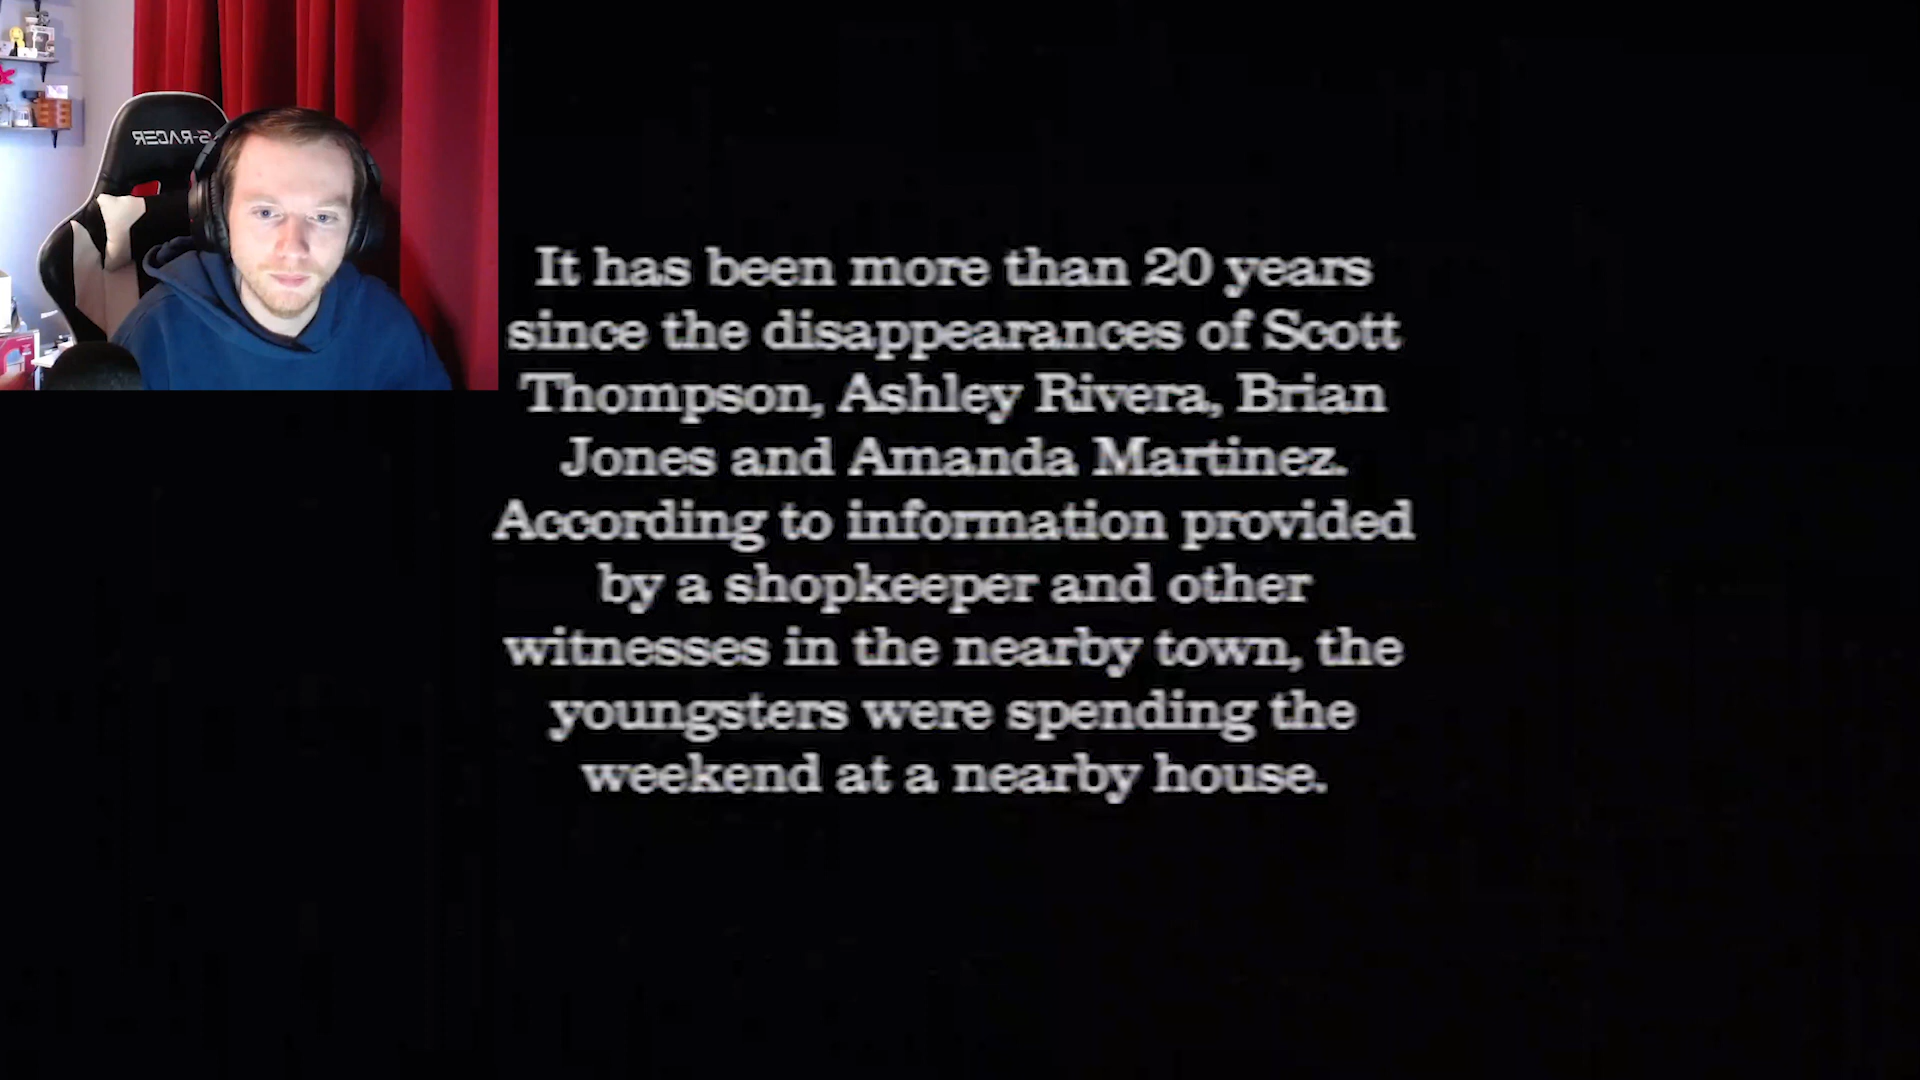 S-RACER
It has been more than 20 years
since the disappearances of Scott
Thompson, Ashley Rivera, Brian
Jones and Amanda Martinez.
According to information provided
by a shopkeeper and other
witnesses in the nearby town, the
youngsters were spending the
weekend at a nearby house.